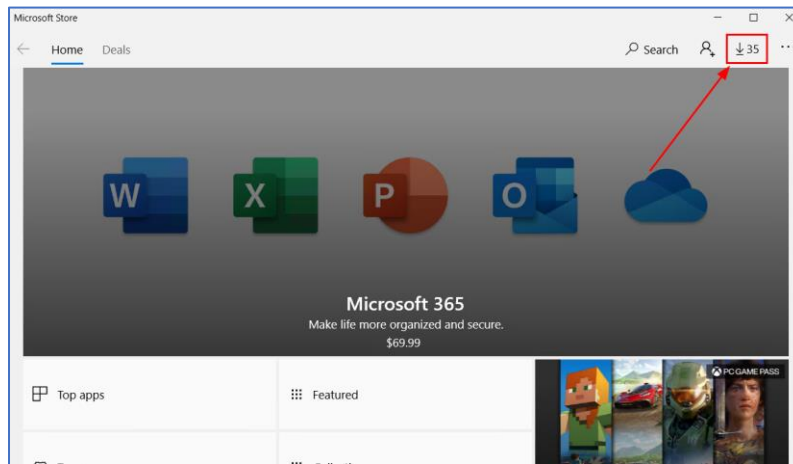 Microsoft Store
Home Deals Search 35
W X P O
Microsoft 365
Make life more organized and secure.
$69.99
PC GAME PASS
Top apps Featured